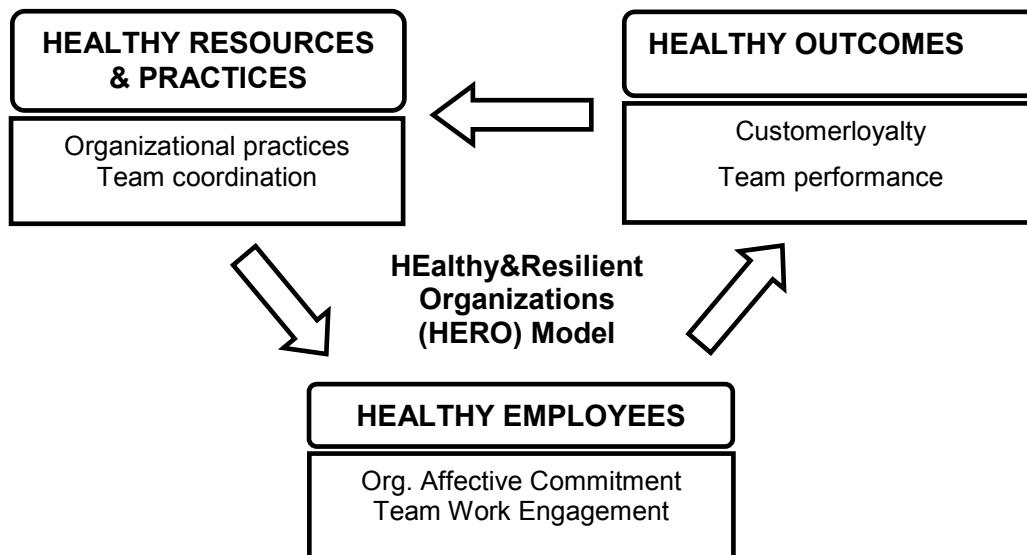 HEALTHY RESOURCES
& PRACTICES
Organizational practices
Team coordination
HEALTHY OUTCOMES
Customerloyalty
Team performance
HEalthy&Resilient
Organizations
(HERO) Model
HEALTHY EMPLOYEES
Org. Affective Commitment
Team Work Engagement